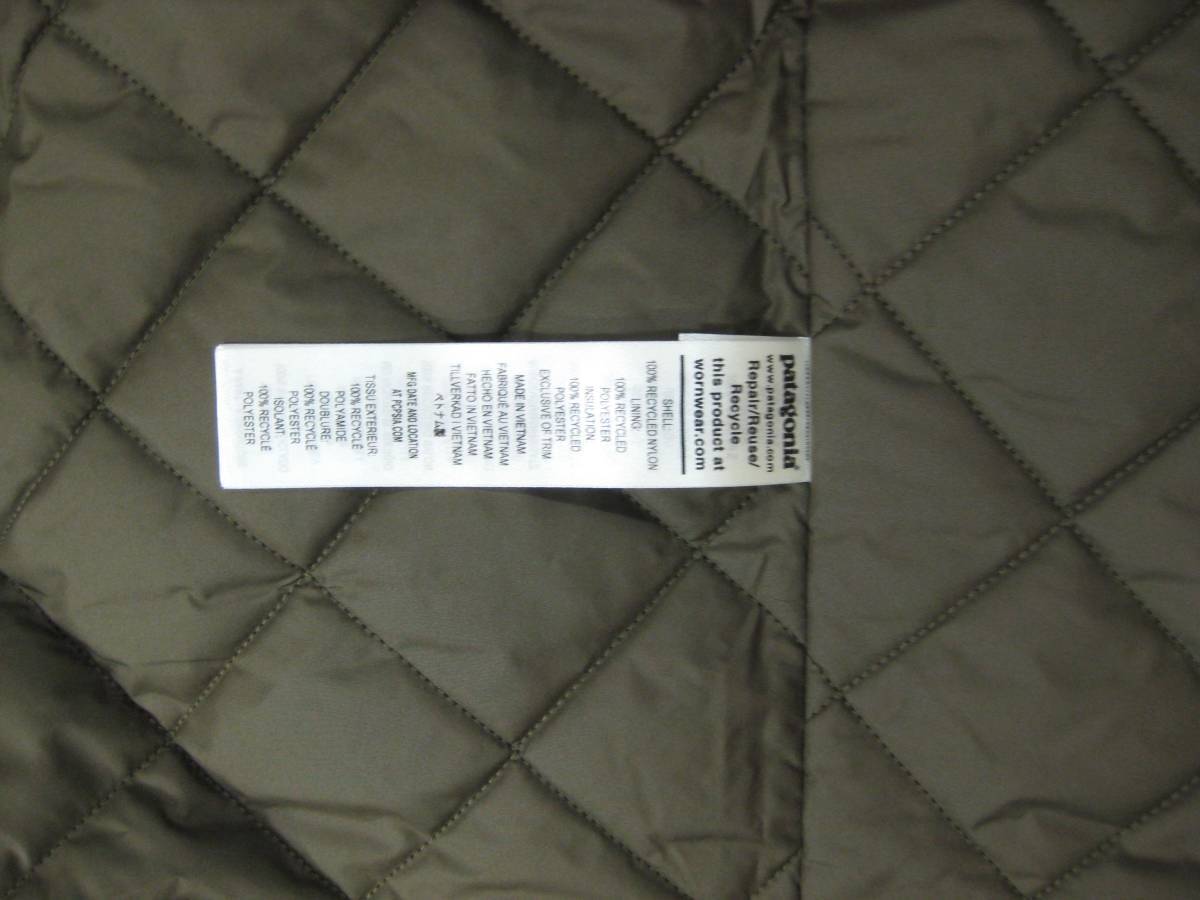 patagonia®
www.patagonia.com
Repair/Reuse/
Recycle
this product at
wornwear.com
SHELL:
100% RECYCLED NYLON
LINING:
100% RECYCLED
POLYESTER
INSULATION:
100% RECYCLED
POLYESTER
EXCLUSIVE OF TRIM
MADE IN VIETNAM
FABRIQUÉ AU VIETNAM
HECHO EN VIETNAM
FATTO IN VIETNAM
TILLVERKAD I VIETNAM
ベトナム製
MFG DATE AND LOCATION
AT PCPSIA.COM
TISSU EXTERIEUR:
100% RECYCLÉ
POLYAMIDE
DOUBLURE:
100% RECYCLÉ
POLYESTER
ISOLANT:
100% RECYCLÉ
POLYESTER